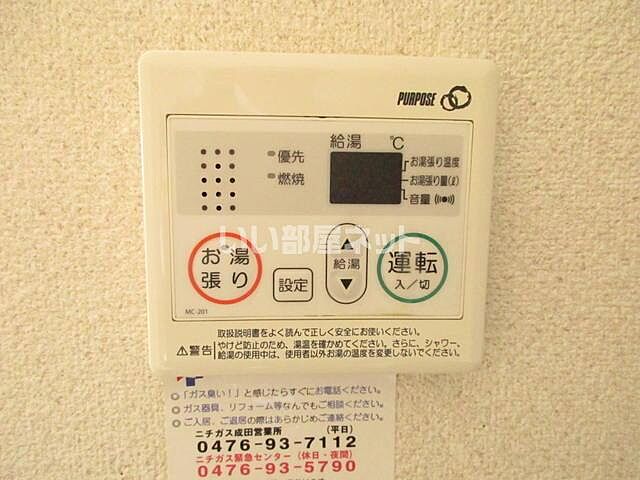 PURPOSE
給湯 ℃
優先
燃焼
お湯張り温度
お湯張り量(ℓ)
音量
いい部屋ネット
お湯張り
設定
給湯
運転
入／切
MC-201
取扱説明書をよく読んで正しく安全にお使いください。
警告 やけど防止のため、湯温を確かめてください。さらに、シャワー、
給湯の使用中は、使用者以外お湯の温度を変更しないでください。
「ガス臭い！」と感じたらすぐにお電話ください。
ガス器具、リフォーム等なんでもご相談ください。
ご入居、ご退居の際はあらかじめご連絡ください。
ニチガス成田営業所 (平日)
0476-93-7112
ニチガス緊急センター (休日・夜間)
0476-93-5790